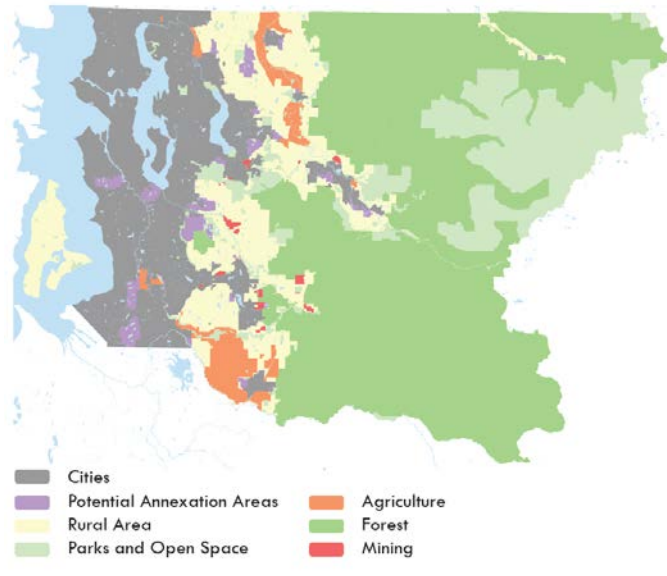 Cities
Potential Annexation Areas
Rural Area
Parks and Open Space
Agriculture
Forest
Mining